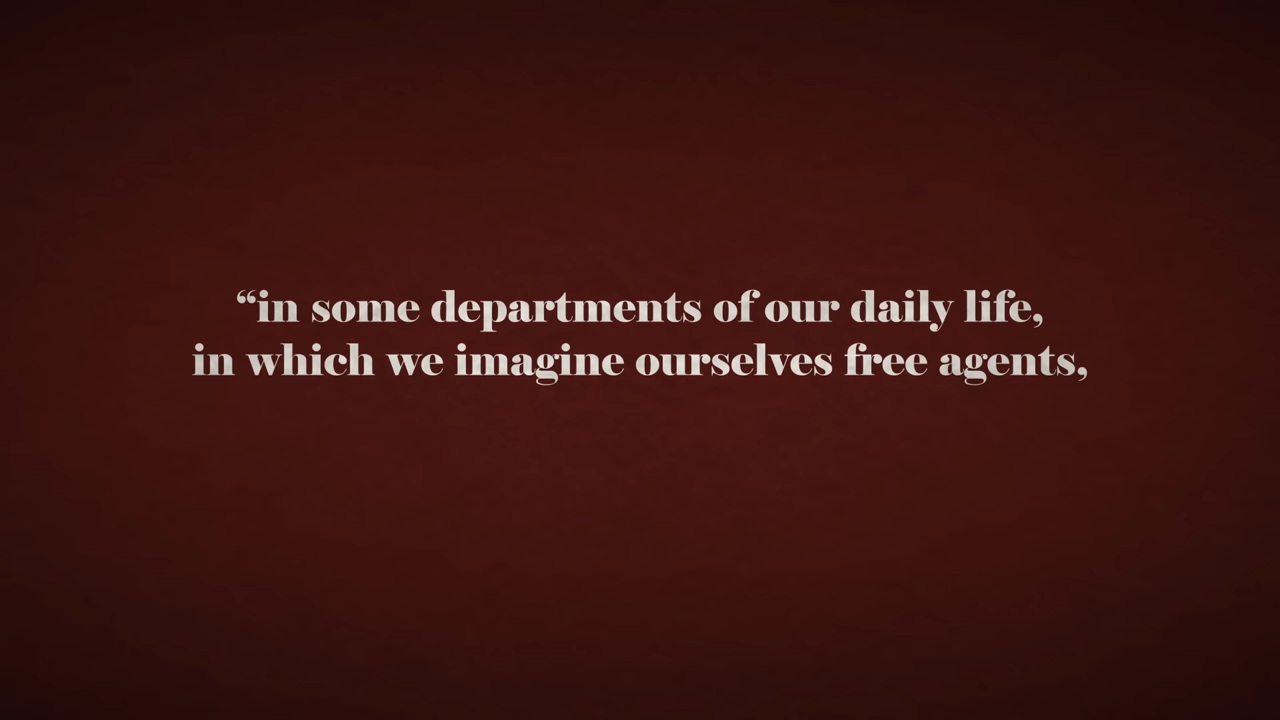 “in some departments of our daily life,
in which we imagine ourselves free agents,